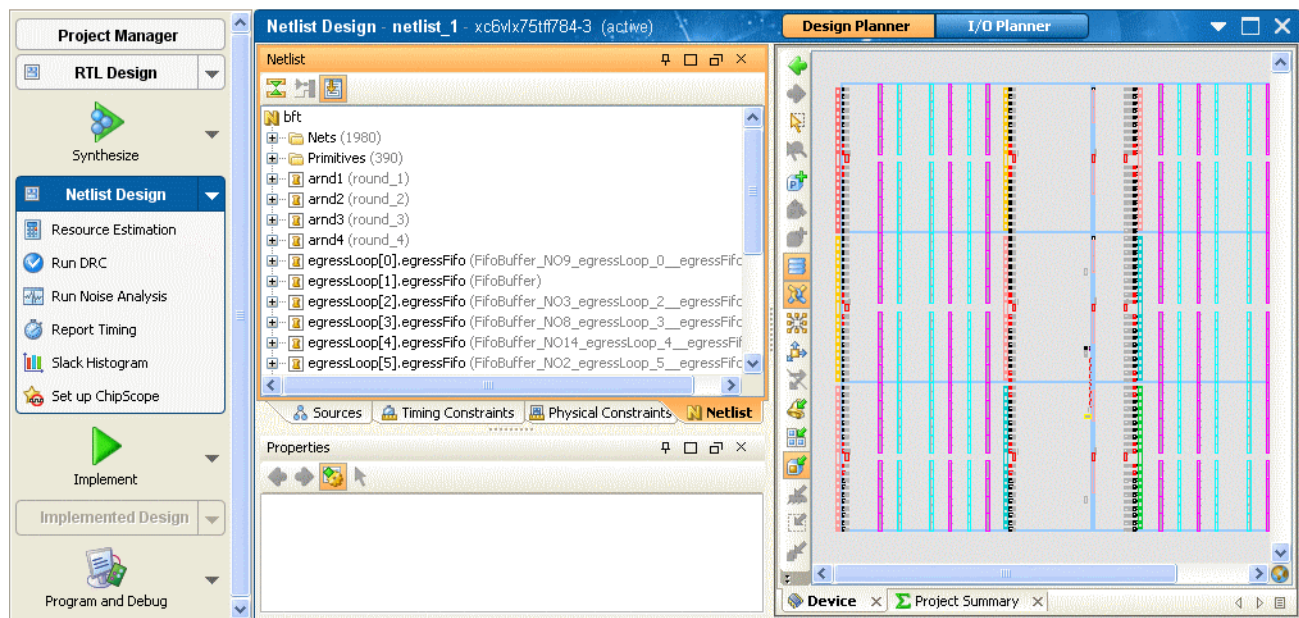 Project Manager
RTL Design
Synthesize
Netlist Design
Resource Estimation
Run DRC
Run Noise Analysis
Report Timing
Slack Histogram
Set up ChipScope
Implement
Implemented Design
Program and Debug
Netlist Design - netlist_1 - xc6vlx75tff784-3 (active)
Design Planner
I/O Planner
Netlist
bft
Nets (1980)
Primitives (390)
arnd1 (round_1)
arnd2 (round_2)
arnd3 (round_3)
arnd4 (round_4)
egressLoop[0].egressFifo (FifoBuffer_NO9_egressLoop_0__egressFifc
egressLoop[1].egressFifo (FifoBuffer)
egressLoop[2].egressFifo (FifoBuffer_NO3_egressLoop_2__egressFifc
egressLoop[3].egressFifo (FifoBuffer_NO8_egressLoop_3__egressFifc
egressLoop[4].egressFifo (FifoBuffer_NO14_egressLoop_4__egressFif
egressLoop[5].egressFifo (FifoBuffer_NO2_egressLoop_5__egressFifc
Sources
Timing Constraints
Physical Constraints
Netlist
Properties
Device
Project Summary